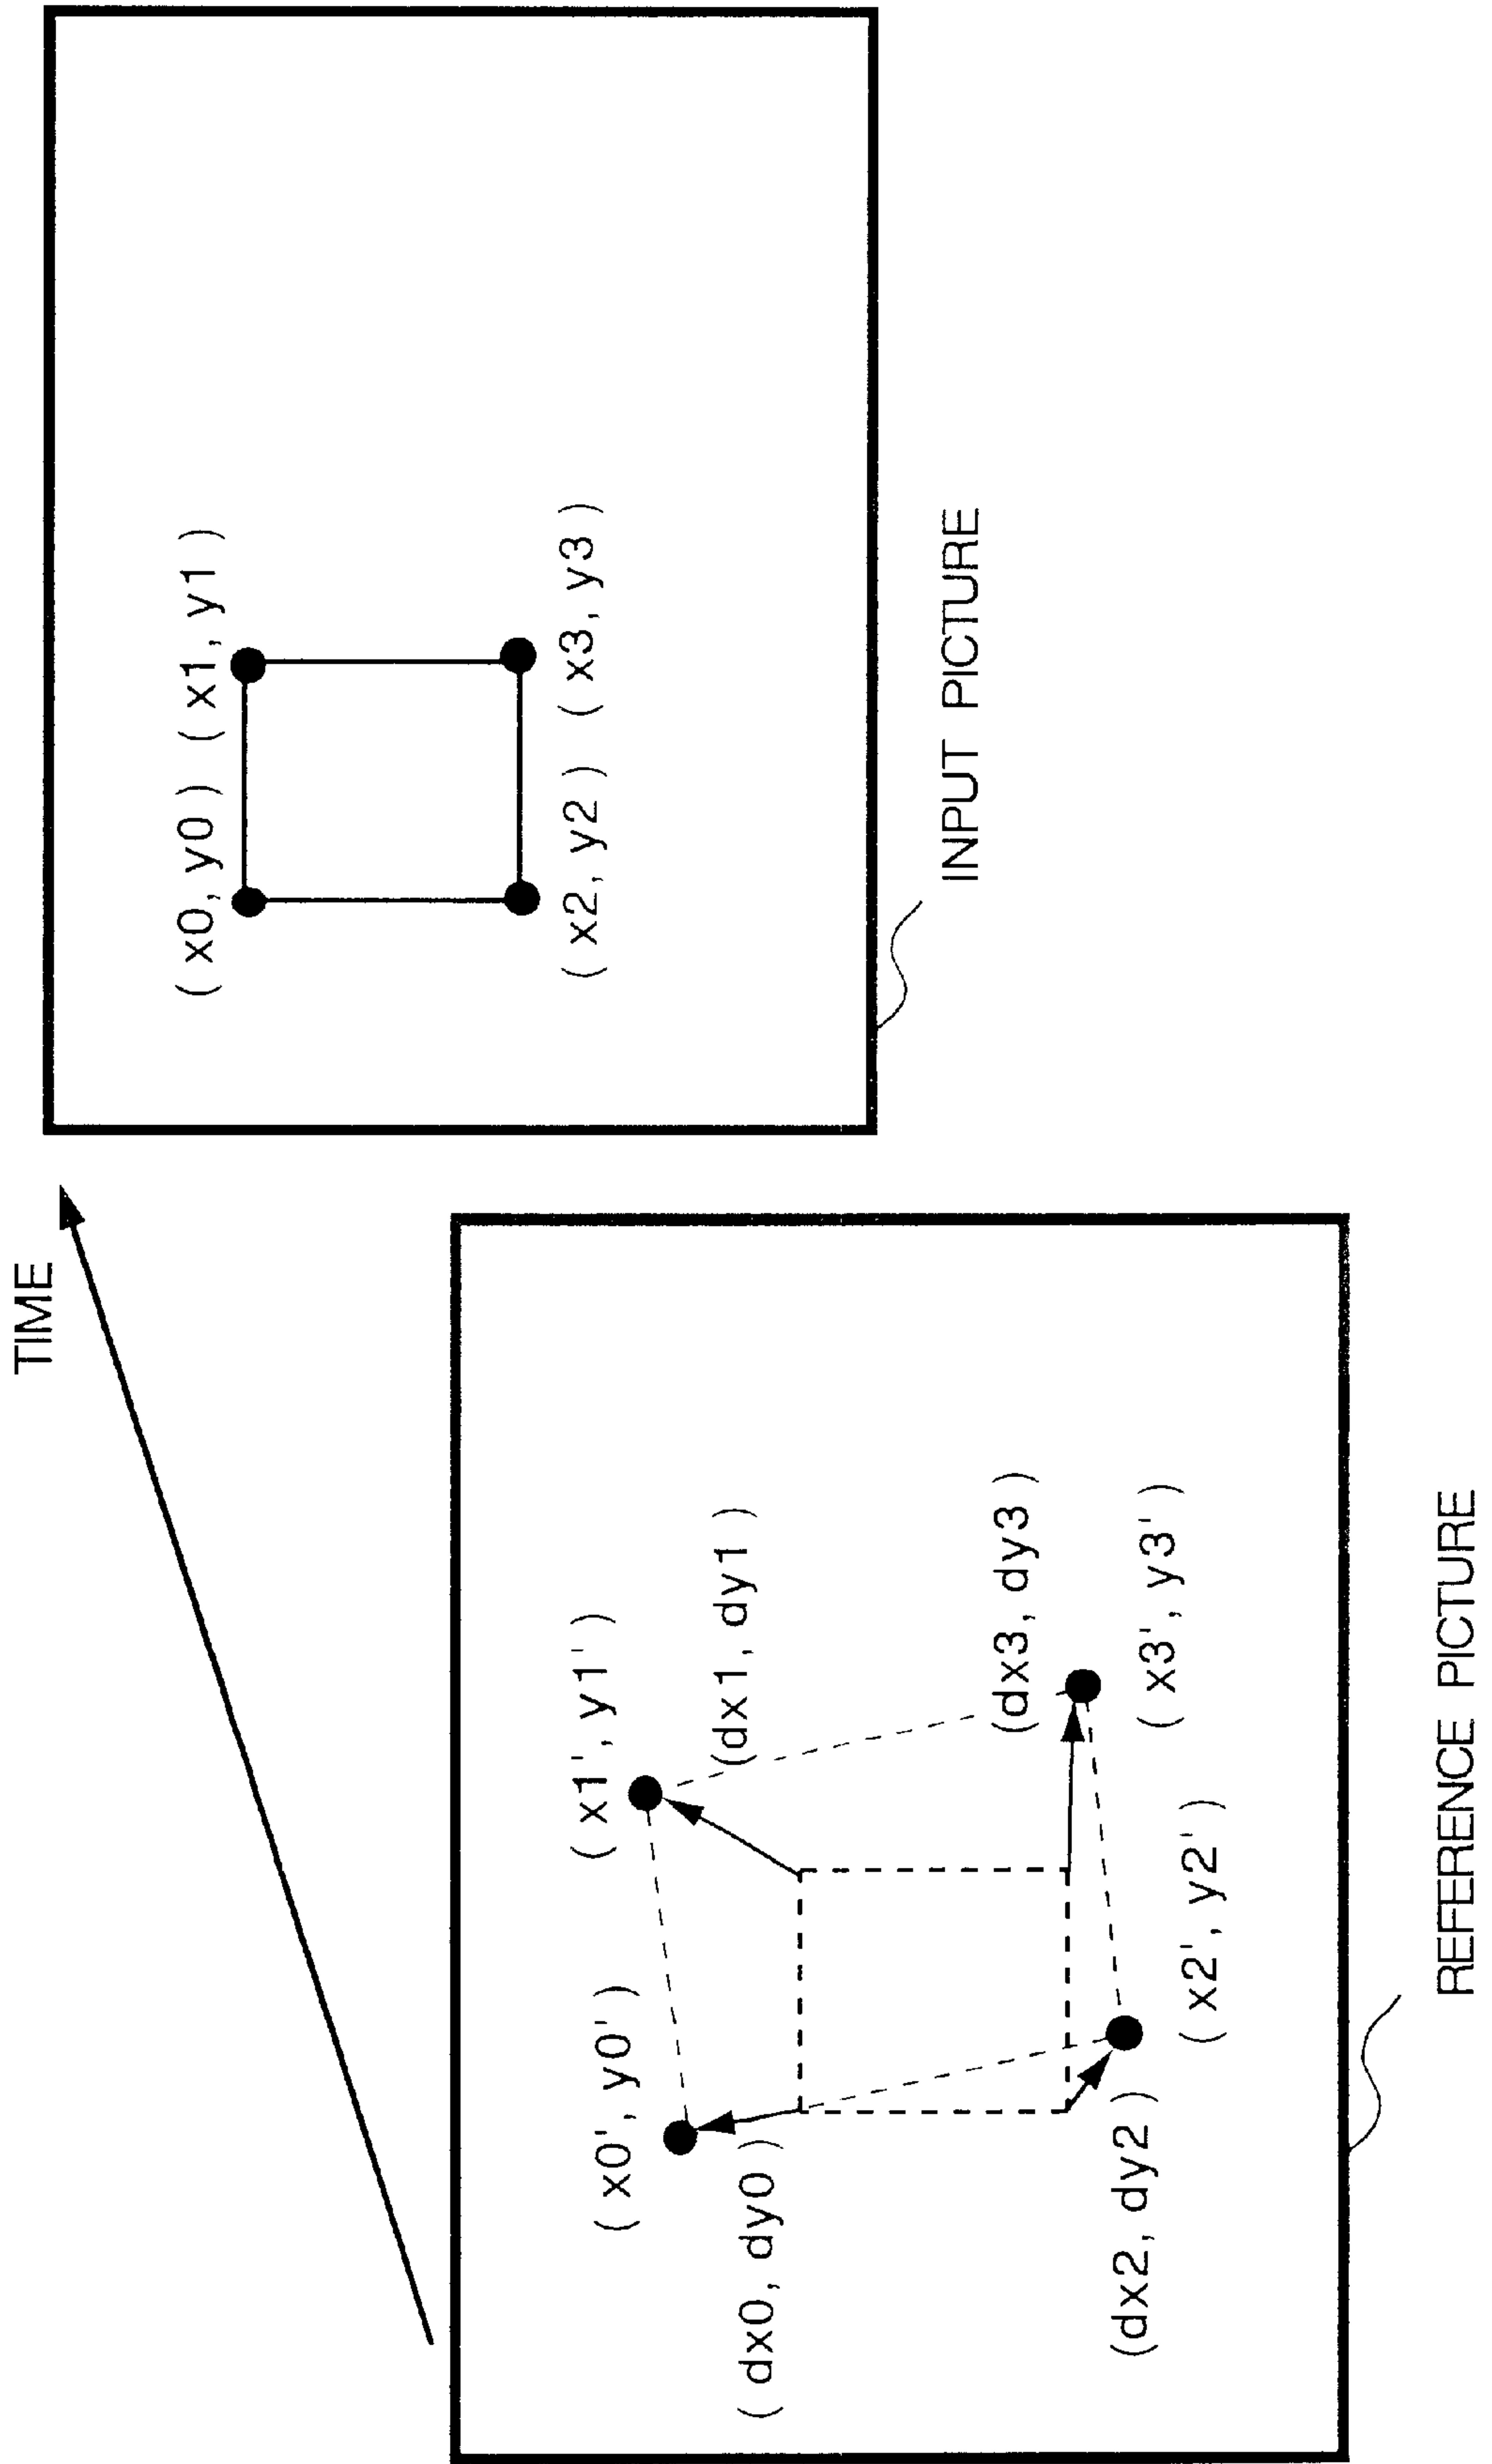 TIME
( x0, y0 ) ( x1, y1 )
( x2, y2 ) ( x3, y3 )
INPUT PICTURE
( x0', y0' )
( x1', y1' )
( dx0, dy0 )
(dx1, dy1 )
(dx2, dy2 )
(dx3, dy3 )
( x2', y2' )
( x3', y3' )
REFERENCE PICTURE